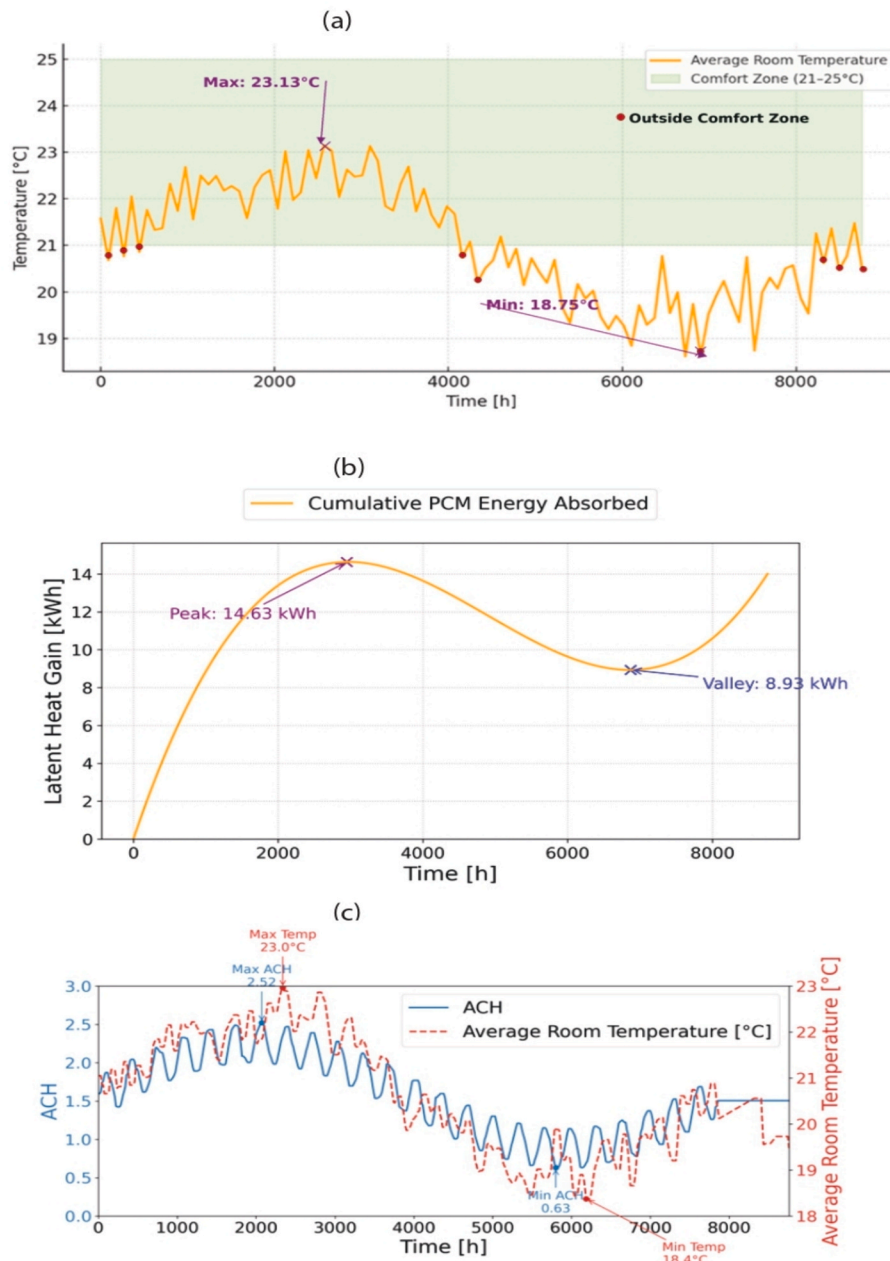 (a)
25
24
23
22
21
20
19
Temperature [°C]
Max: 23.13°C
Average Room Temperature
Comfort Zone (21–25°C)
Outside Comfort Zone
Min: 18.75°C
0
2000
4000
6000
8000
Time [h]
(b)
Cumulative PCM Energy Absorbed
14
12
10
8
6
4
2
0
Latent Heat Gain [kWh]
Peak: 14.63 kWh
Valley: 8.93 kWh
0
2000
4000
6000
8000
Time [h]
(c)
Max Temp
23.0°C
Max ACH
2.52
3.0
2.5
2.0
1.5
1.0
0.5
0.0
ACH
ACH
Average Room Temperature [°C]
Min ACH
0.63
Min Temp
18.4°C
23
22
21
20
19
18
Average Room Temperature [°C]
0
1000
2000
3000
4000
5000
6000
7000
8000
Time [h]